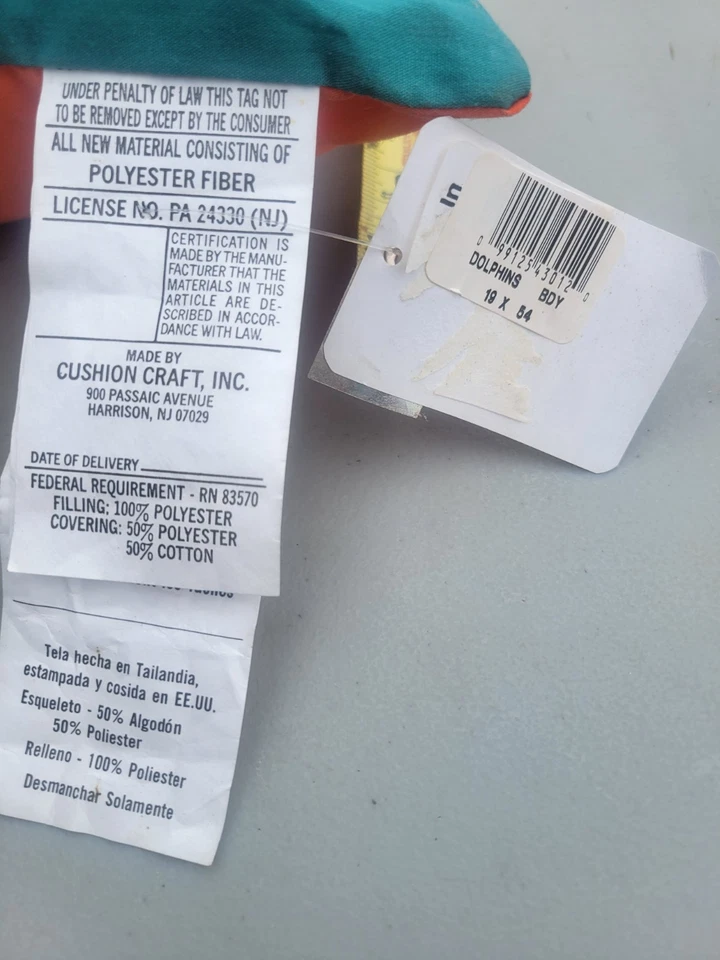 UNDER PENALTY OF LAW THIS TAG NOT
TO BE REMOVED EXCEPT BY THE CONSUMER
ALL NEW MATERIAL CONSISTING OF
POLYESTER FIBER
LICENSE NO. PA 24330 (NJ)
CERTIFICATION IS
MADE BY THE MANU-
FACTURER THAT THE
MATERIALS IN THIS
ARTICLE ARE DE-
SCRIBED IN ACCOR-
DANCE WITH LAW.
MADE BY
CUSHION CRAFT, INC.
900 PASSAIC AVENUE
HARRISON, NJ 07029
DATE OF DELIVERY
FEDERAL REQUIREMENT - RN 83570
FILLING: 100% POLYESTER
COVERING: 50% POLYESTER
50% COTTON
Tela hecha en Tailandia,
estampada y cosida en EE.UU.
Esqueleto - 50% Algodón
50% Poliester
Relleno - 100% Poliester
Desmanchar Solamente
0 99125 43012 0
DOLPHINS BDY
19 X 54